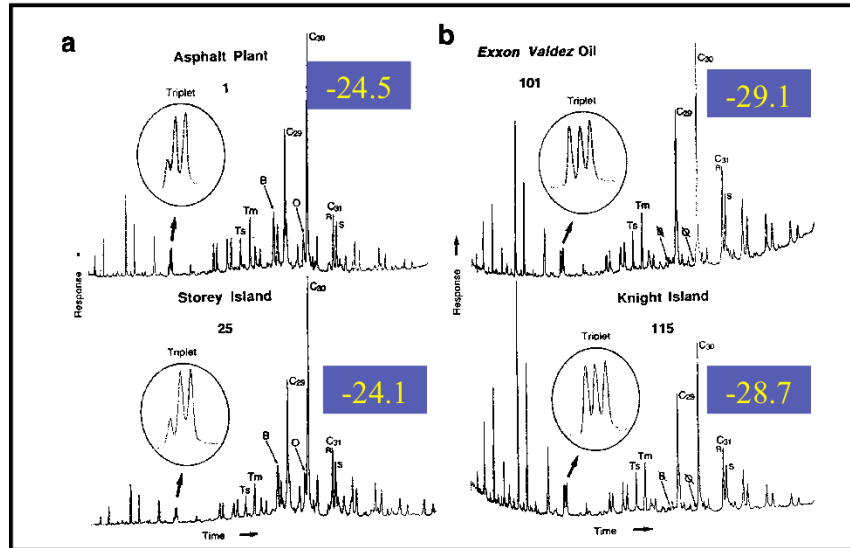 a
Asphalt Plant
1
-24.5
Triplet
C30
C29
B
O
Tm
Ts
C31
R
S
Response
Storey Island
25
-24.1
Triplet
C30
C29
B
O
Tm
Ts
C31
R
S
Time
b
Exxon Valdez Oil
101
-29.1
Triplet
C30
C29
Tm
Ts
B
O
C31
R
S
Response
Knight Island
115
-28.7
Triplet
C30
C29
Ts
Tm
B
O
C31
R
S
Time